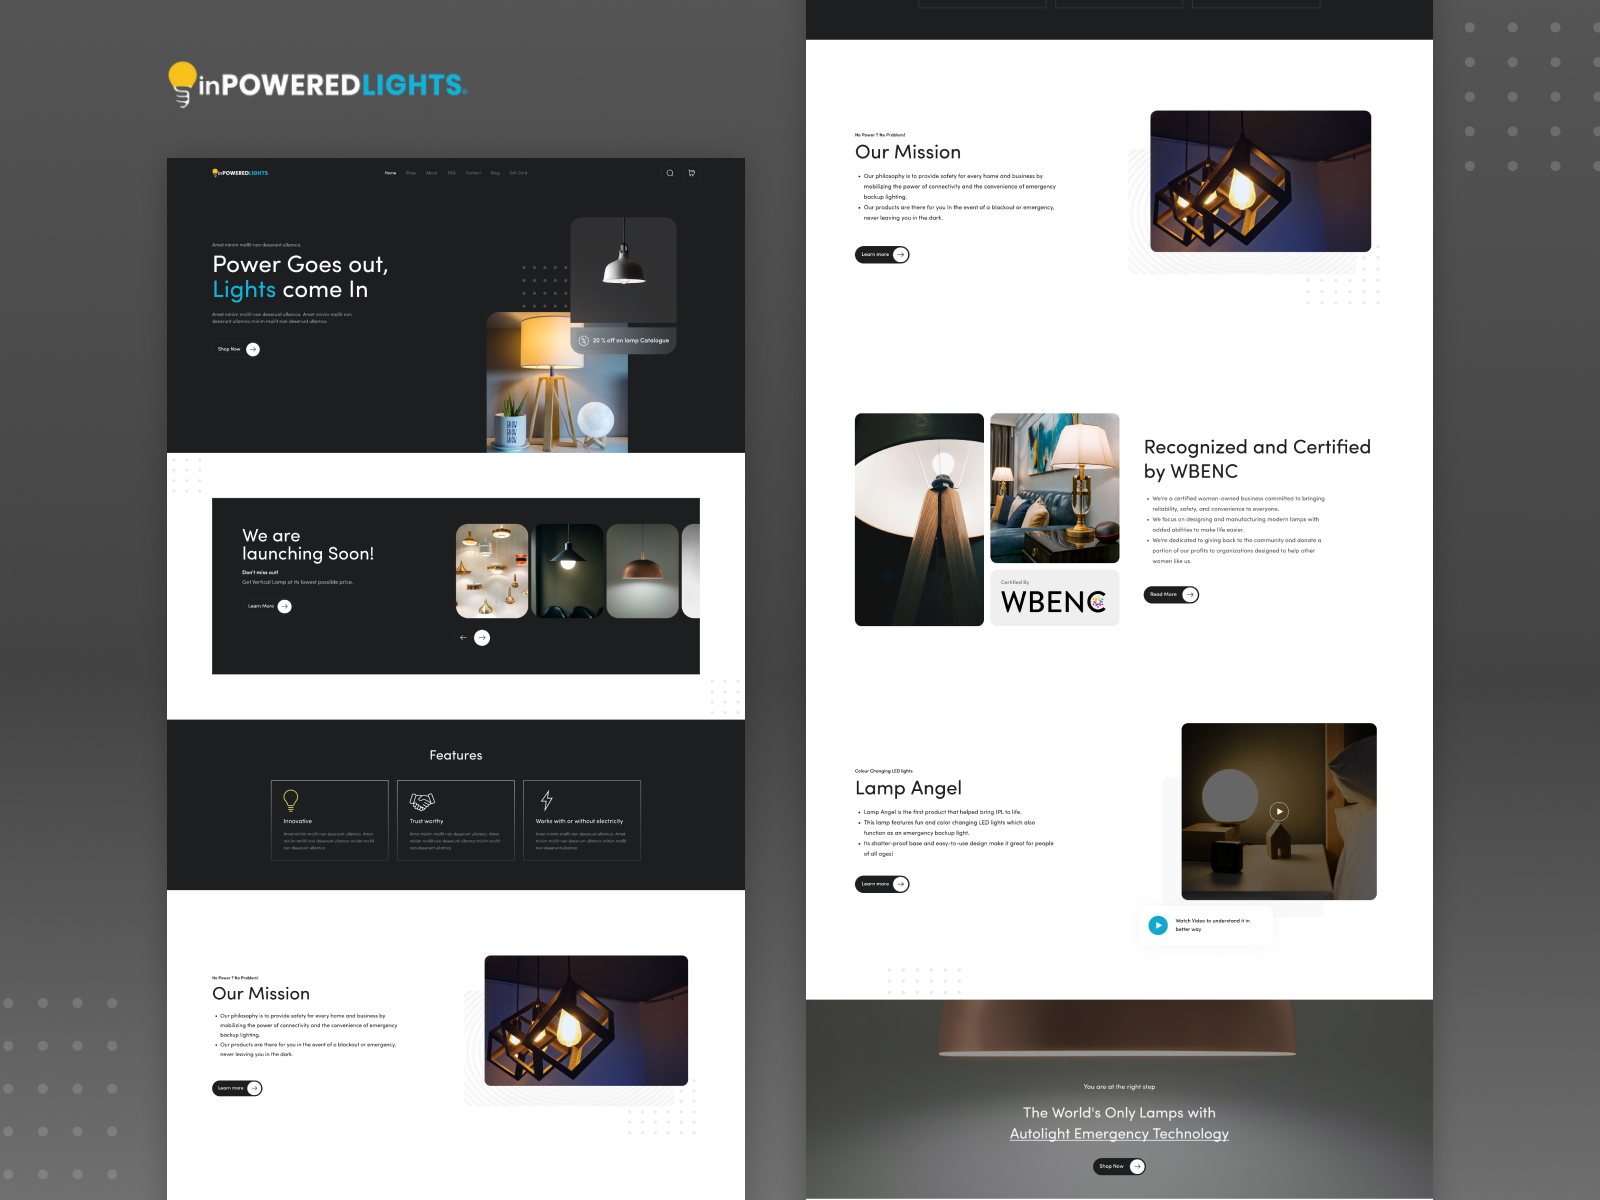 inPOWEREDLIGHTS
inPOWEREDLIGHTS
Home Shop About FAQ Contact Blog Gift Card
Amet minim mollit non deserunt ullamco.
Power Goes out,
Lights come In
Amet minim mollit non deserunt ullamco. Amet minim mollit non
deserunt ullamco minim mollit non deserunt ullamco
Shop Now
20 % off on lamp Catalogue
GROW
GROW
GROW
We are
launching Soon!
Don't miss out!
Get Vertical Lamp at its lowest possible price.
Learn More
Features
Innovative
Amet minim mollit non deserunt ullamco. Amet
minim mollit non deserunt ullamco minim mollit
non deserunt ullamco
Trust worthy
Amet minim mollit non deserunt ullamco. Amet
minim mollit non deserunt ullamco minim mollit
non deserunt ullamco
Works with or without electricity
Amet minim mollit non deserunt ullamco. Amet
minim mollit non deserunt ullamco minim mollit
non deserunt ullamco
No Power ? No Problem!
Our Mission
• Our philosophy is to provide safety for every home and business by
mobilizing the power of connectivity and the convenience of emergency
backup lighting.
• Our products are there for you in the event of a blackout or emergency,
never leaving you in the dark.
Learn more
No Power ? No Problem!
Our Mission
• Our philosophy is to provide safety for every home and business by
mobilizing the power of connectivity and the convenience of emergency
backup lighting.
• Our products are there for you in the event of a blackout or emergency,
never leaving you in the dark.
Learn more
Certified By
WBENC
Recognized and Certified
by WBENC
• We're a certified woman-owned business committed to bringing
reliability, safety, and convenience to everyone.
• We focus on designing and manufacturing modern lamps with
added abilities to make life easier.
• We're dedicated to giving back to the community and donate a
portion of our profits to organizations designed to help other
women like us.
Read More
Colour Changing LED lights
Lamp Angel
• Lamp Angel is the first product that helped bring IPL to life.
• This lamp features fun and color changing LED lights which also
function as an emergency backup light.
• Its shatter-proof base and easy-to-use design make it great for people
of all ages!
Learn more
Watch Video to understand it in
better way
You are at the right step
The World's Only Lamps with
Autolight Emergency Technology
Shop Now